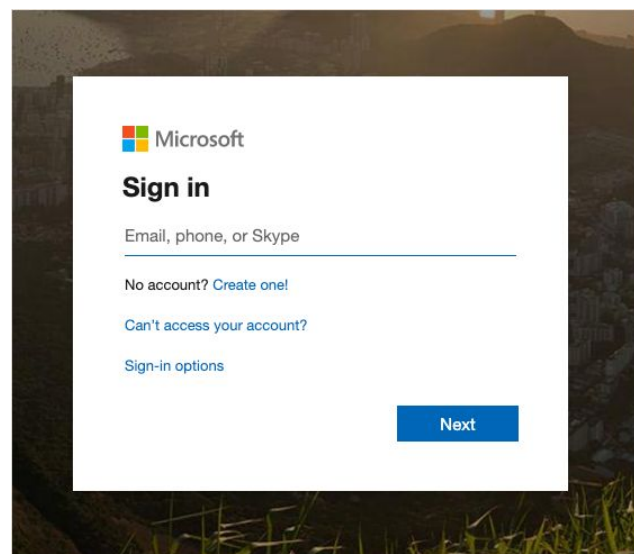 Microsoft
Sign in
Email, phone, or Skype
No account? Create one!
Can't access your account?
Sign-in options
Next